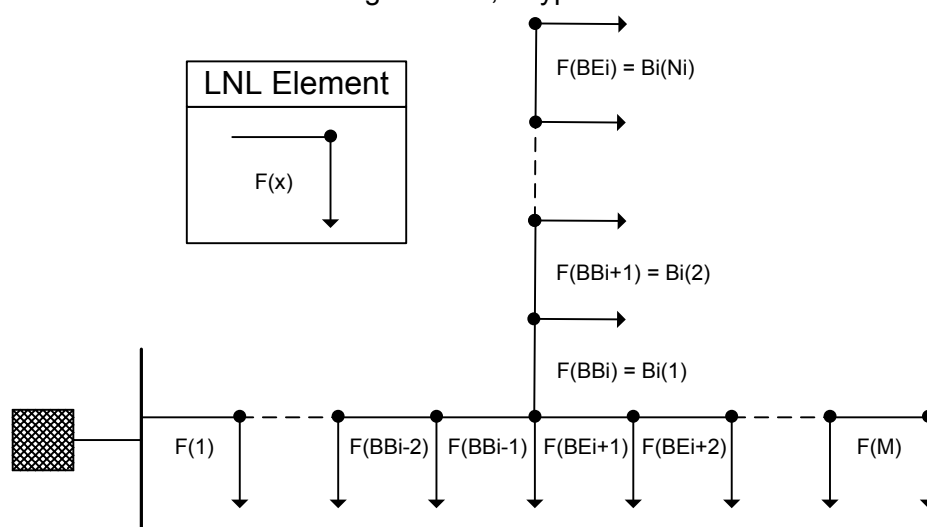 F(BEi) = Bi(Ni)
LNL Element
F(x)
F(BBi+1) = Bi(2)
F(BBi) = Bi(1)
F(1) F(BBi-2) F(BBi-1) F(BEi+1) F(BEi+2) F(M)